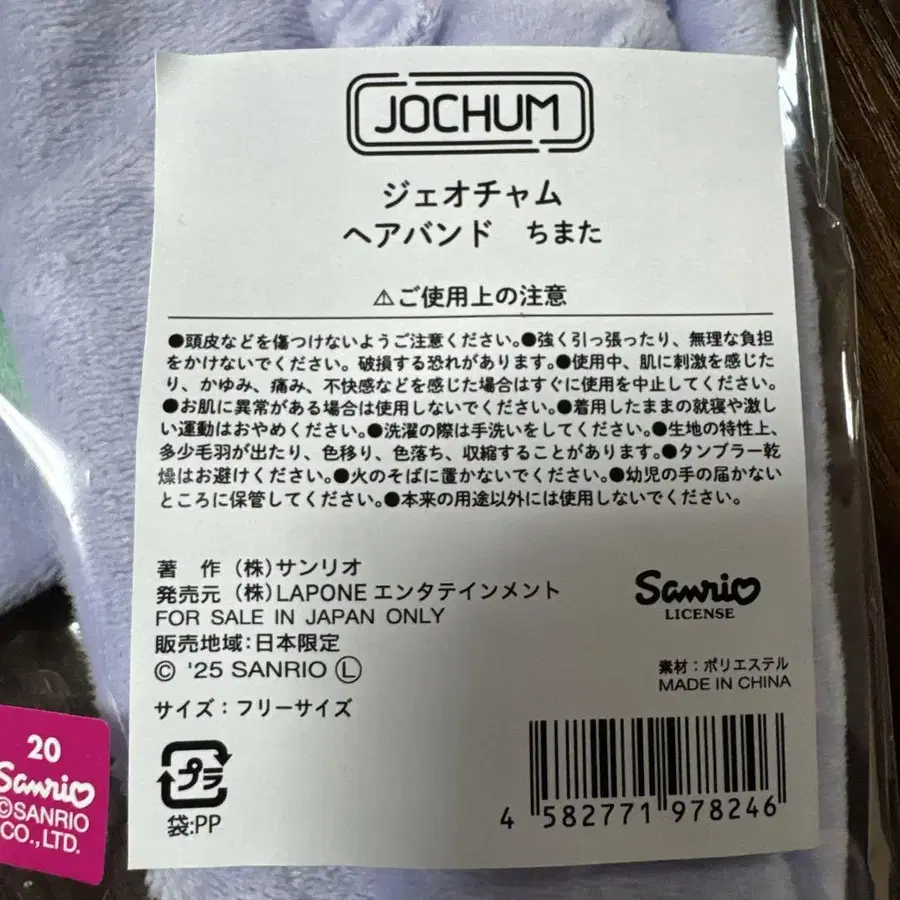 JOCHUM
ジェオチャム
ヘアバンド ちまた
⚠ご使用上の注意
●頭皮などを傷つけないようご注意ください。●強く引っ張ったり、無理な負担
をかけないでください。破損する恐れがあります。●使用中、肌に刺激を感じた
り、かゆみ、痛み、不快感などを感じた場合はすぐに使用を中止してください。
●お肌に異常がある場合は使用しないでください。●着用したままの就寝や激し
い運動はおやめください。●洗濯の際は手洗いをしてください。●生地の特性上、
多少毛羽が出たり、色移り、色落ち、収縮することがあります。●タンブラー乾
燥はお避けください。●火のそばに置かないでください。●幼児の手の届かない
ところに保管してください。●本来の用途以外には使用しないでください。
著 作 (株)サンリオ
発売元 (株)LAPONE エンタテインメント
FOR SALE IN JAPAN ONLY
販売地域:日本限定
© '25 SANRIO Ⓛ
サイズ:フリーサイズ
Sanrio
LICENSE
素材:ポリエステル
MADE IN CHINA
プラ
袋:PP
4 582771 978246
20
Sanrio
©SANRIO
CO.,LTD.